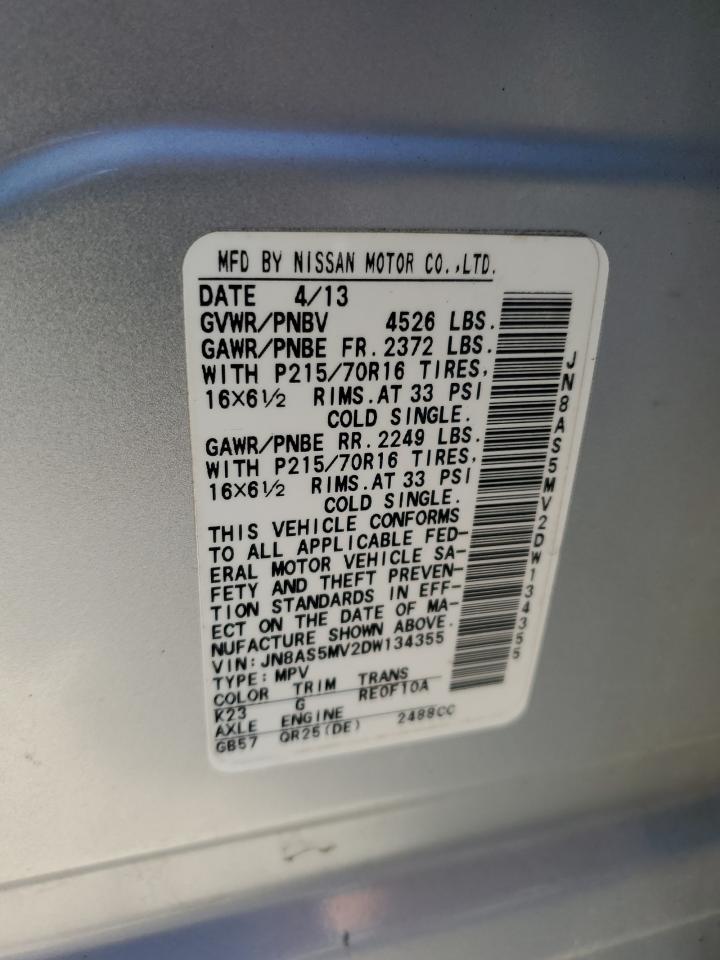 MFD BY NISSAN MOTOR CO.,LTD.
DATE 4/13
GVWR/PNBV 4526 LBS.
GAWR/PNBE FR. 2372 LBS.
WITH P215/70R16 TIRES,
16X6½ RIMS.AT 33 PSI
COLD SINGLE.
GAWR/PNBE RR. 2249 LBS.
WITH P215/70R16 TIRES,
16X6½ RIMS.AT 33 PSI
COLD SINGLE.
THIS VEHICLE CONFORMS
TO ALL APPLICABLE FED-
ERAL MOTOR VEHICLE SA-
FETY AND THEFT PREVEN-
TION STANDARDS IN EFF-
ECT ON THE DATE OF MA-
NUFACTURE SHOWN ABOVE.
VIN: JN8AS5MV2DW134355
TYPE: MPV
COLOR TRIM TRANS
K23 G RE0F10A
AXLE ENGINE
GB57 QR25(DE) 2488CC
JN8AS5MV2DW134355